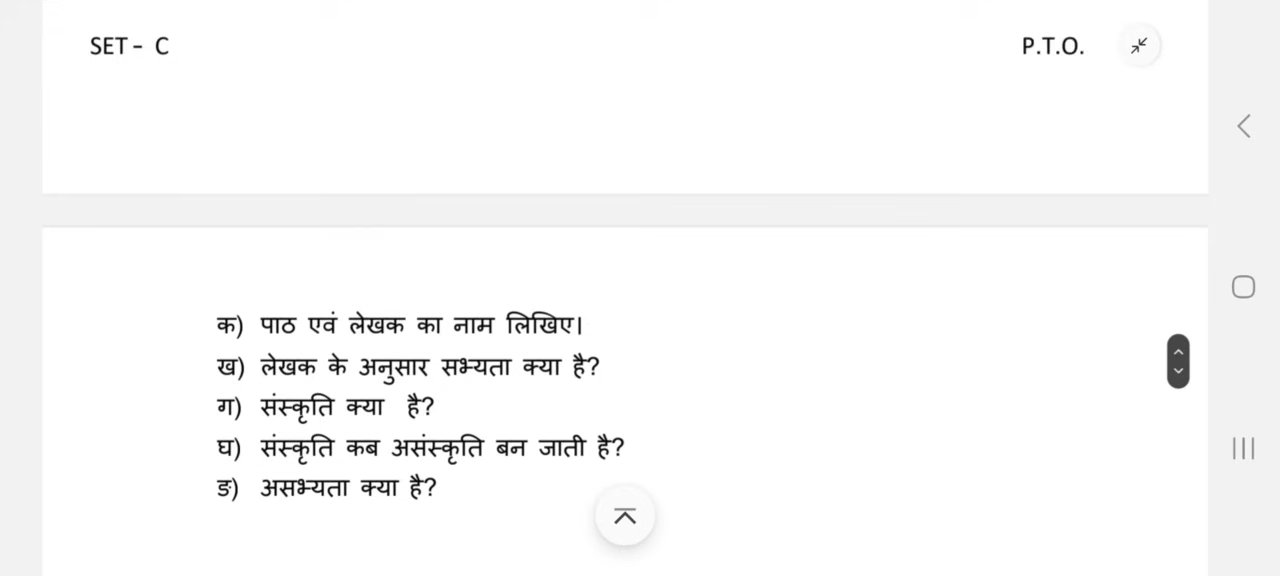 SET - C P.T.O.
क) पाठ एवं लेखक का नाम लिखिए।
ख) लेखक के अनुसार सभ्यता क्या है?
ग) संस्कृति क्या है?
घ) संस्कृति कब असंस्कृति बन जाती है?
ङ) असभ्यता क्या है?